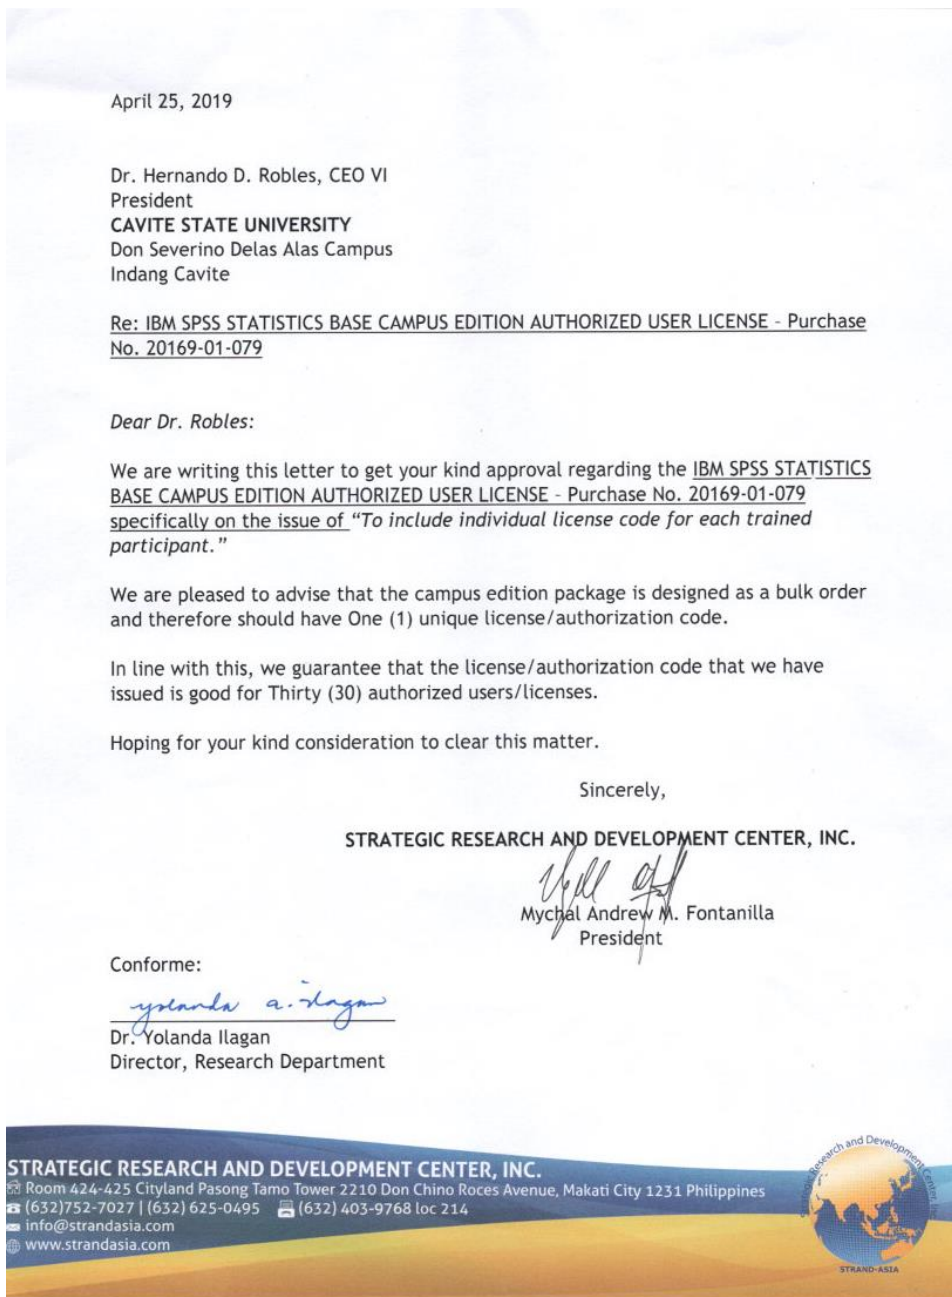 April 25, 2019
Dr. Hernando D. Robles, CEO VI
President
CAVITE STATE UNIVERSITY
Don Severino Delas Alas Campus
Indang Cavite
Re: IBM SPSS STATISTICS BASE CAMPUS EDITION AUTHORIZED USER LICENSE - Purchase
No. 20169-01-079
Dear Dr. Robles:
We are writing this letter to get your kind approval regarding the IBM SPSS STATISTICS
BASE CAMPUS EDITION AUTHORIZED USER LICENSE - Purchase No. 20169-01-079
specifically on the issue of “To include individual license code for each trained
participant.”
We are pleased to advise that the campus edition package is designed as a bulk order
and therefore should have One (1) unique license/authorization code.
In line with this, we guarantee that the license/authorization code that we have
issued is good for Thirty (30) authorized users/licenses.
Hoping for your kind consideration to clear this matter.
Sincerely,
STRATEGIC RESEARCH AND DEVELOPMENT CENTER, INC.
Mychal Andrew M. Fontanilla
President
Conforme:
yolanda a. ilagan
Dr. Yolanda Ilagan
Director, Research Department
STRATEGIC RESEARCH AND DEVELOPMENT CENTER, INC.
Room 424-425 Cityland Pasong Tamo Tower 2210 Don Chino Roces Avenue, Makati City 1231 Philippines
(632)752-7027 | (632) 625-0495 (632) 403-9768 loc 214
info@strandasia.com
www.strandasia.com
Strategic Research and Development Center, Inc.
STRAND-ASIA